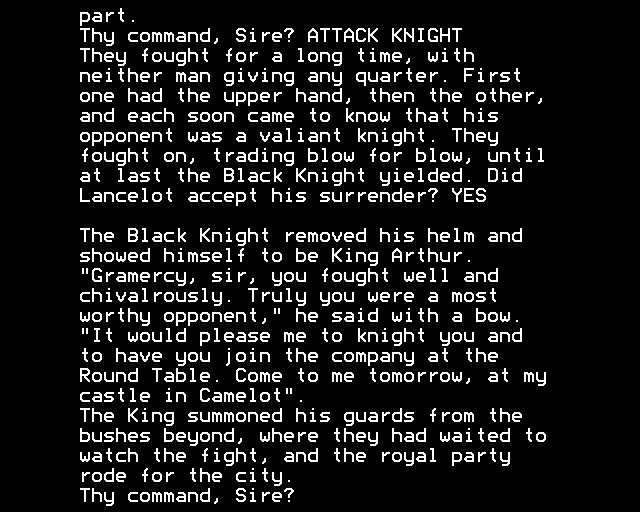 part.
Thy command, Sire? ATTACK KNIGHT
They fought for a long time, with
neither man giving any quarter. First
one had the upper hand, then the other,
and each soon came to know that his
opponent was a valiant knight. They
fought on, trading blow for blow, until
at last the Black Knight yielded. Did
Lancelot accept his surrender? YES

The Black Knight removed his helm and
showed himself to be King Arthur.
"Gramercy, sir, you fought well and
chivalrously. Truly you were a most
worthy opponent," he said with a bow.
"It would please me to knight you and
to have you join the company at the
Round Table. Come to me tomorrow, at my
castle in Camelot".
The King summoned his guards from the
bushes beyond, where they had waited to
watch the fight, and the royal party
rode for the city.
Thy command, Sire?